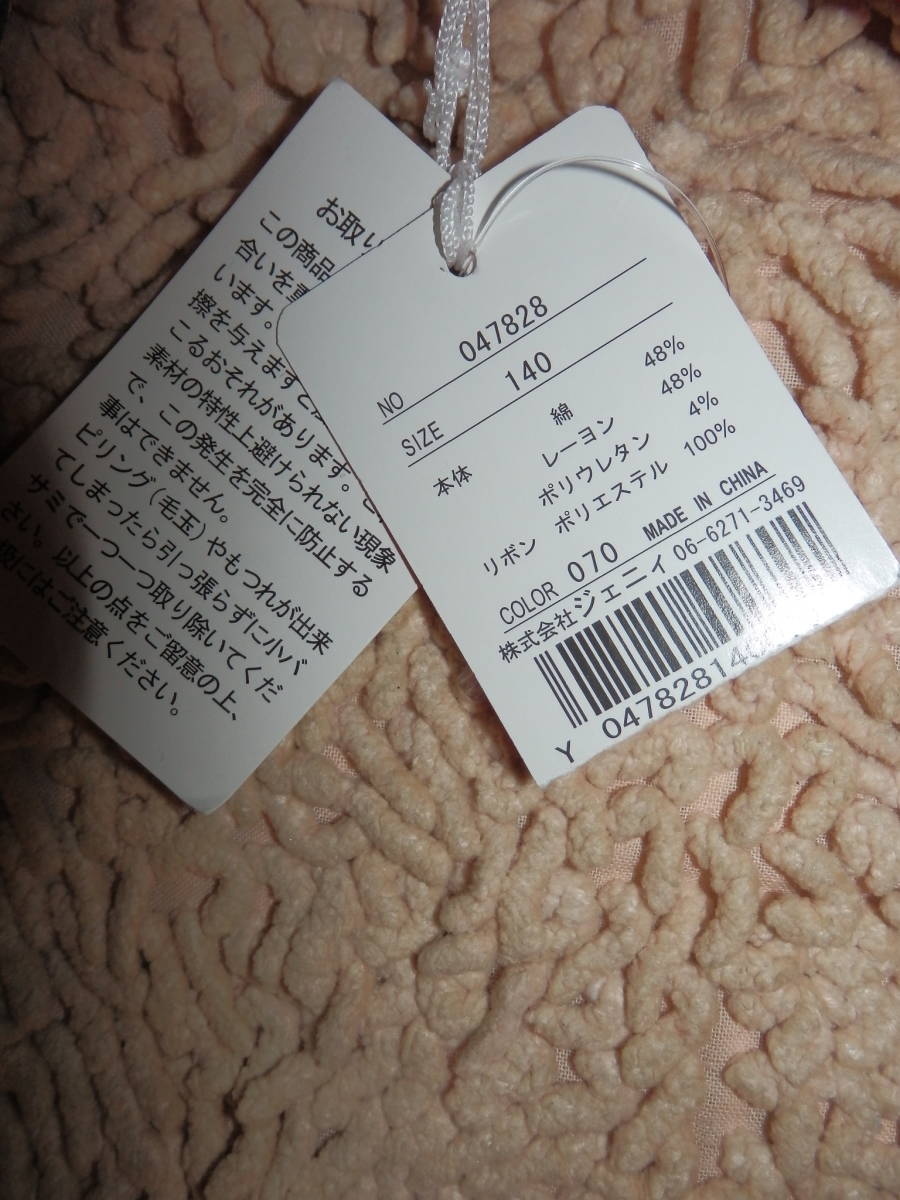 お取り
この商品
合いを重
います。
擦を与えますと
こるおそれがあります。
素材の特性上避けられない現象
で、この発生を完全に防止する
事はできません。
ピリング(毛玉)やもつれが出来
てしまったら引っ張らずに小バ
サミで一つ一つ取り除いてくだ
さい。以上の点をご留意の上、
扱にはご注意ください。
NO 047828
SIZE 140
本体 綿 48%
レーヨン 48%
ポリウレタン 4%
リボン ポリエステル 100%
COLOR 070 MADE IN CHINA
株式会社ジェニィ 06-6271-3469
Y 04782814